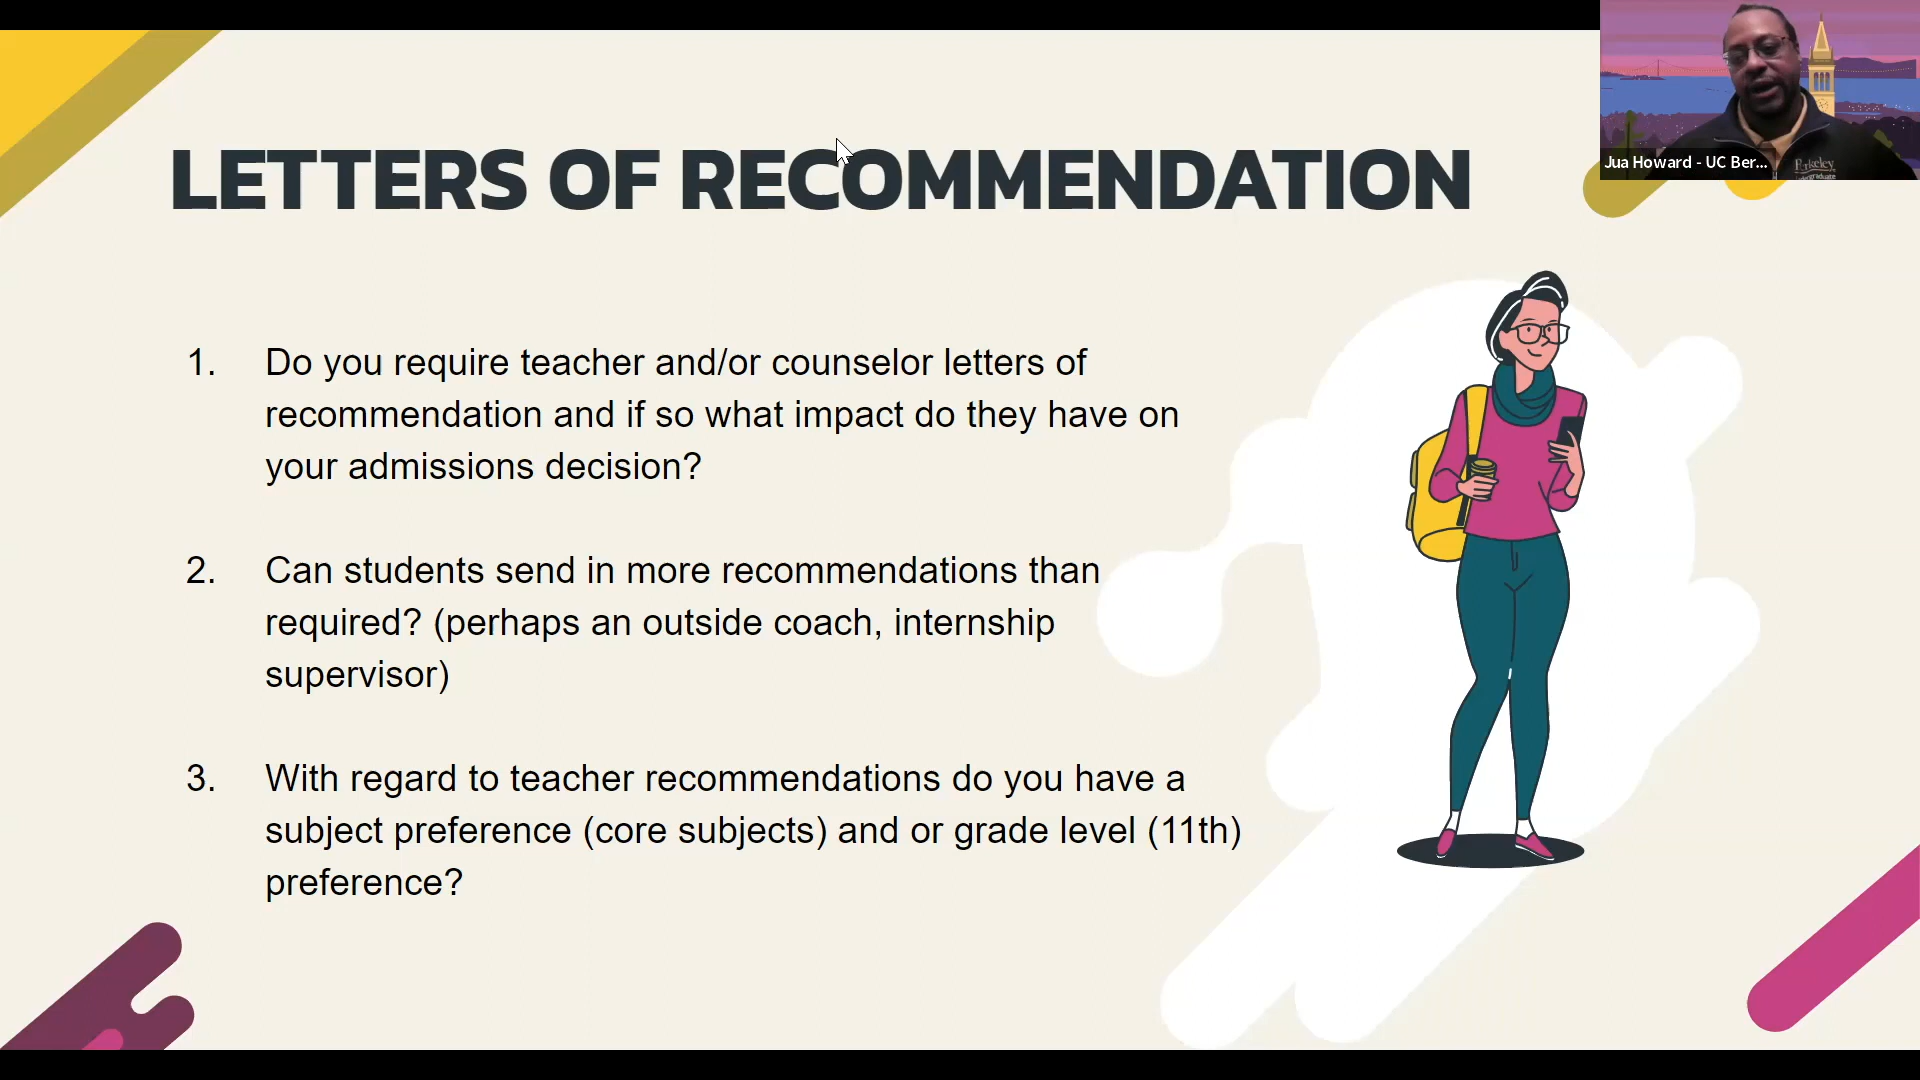 LETTERS OF RECOMMENDATION
Jua Howard - UC Ber...
Berkeley
1. Do you require teacher and/or counselor letters of
recommendation and if so what impact do they have on
your admissions decision?
2. Can students send in more recommendations than
required? (perhaps an outside coach, internship
supervisor)
3. With regard to teacher recommendations do you have a
subject preference (core subjects) and or grade level (11th)
preference?